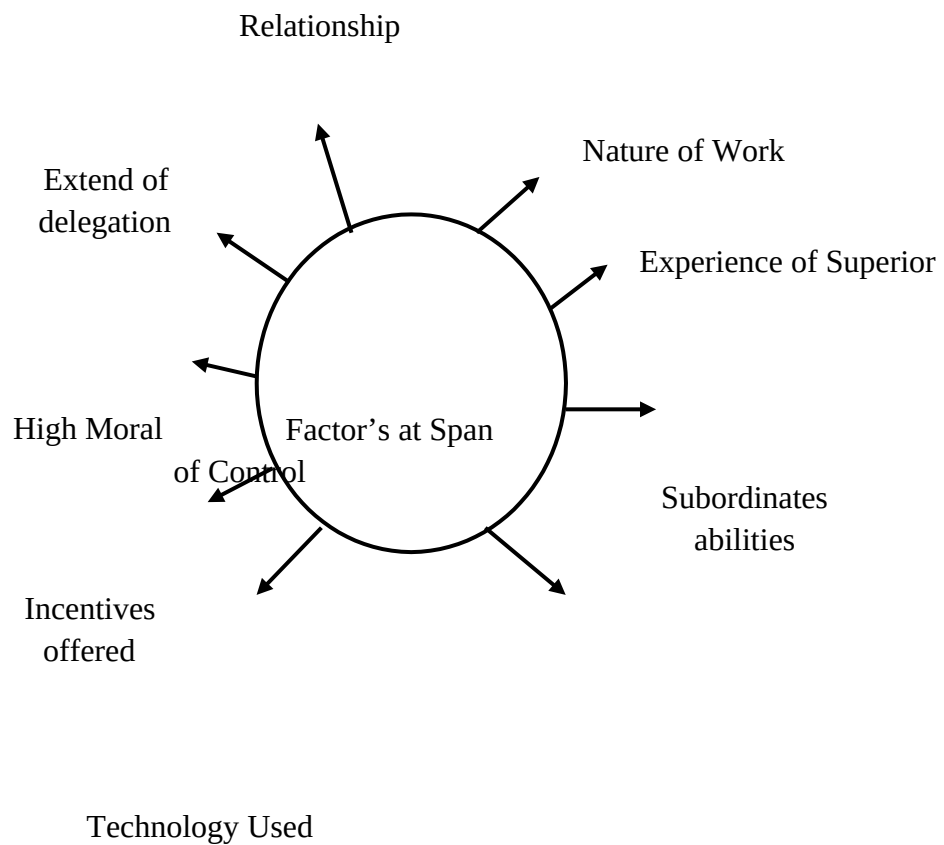 Relationship
Nature of Work
Extend of
delegation
Experience of Superior
High Moral
Factor’s at Span
of Control
Subordinates
abilities
Incentives
offered
Technology Used